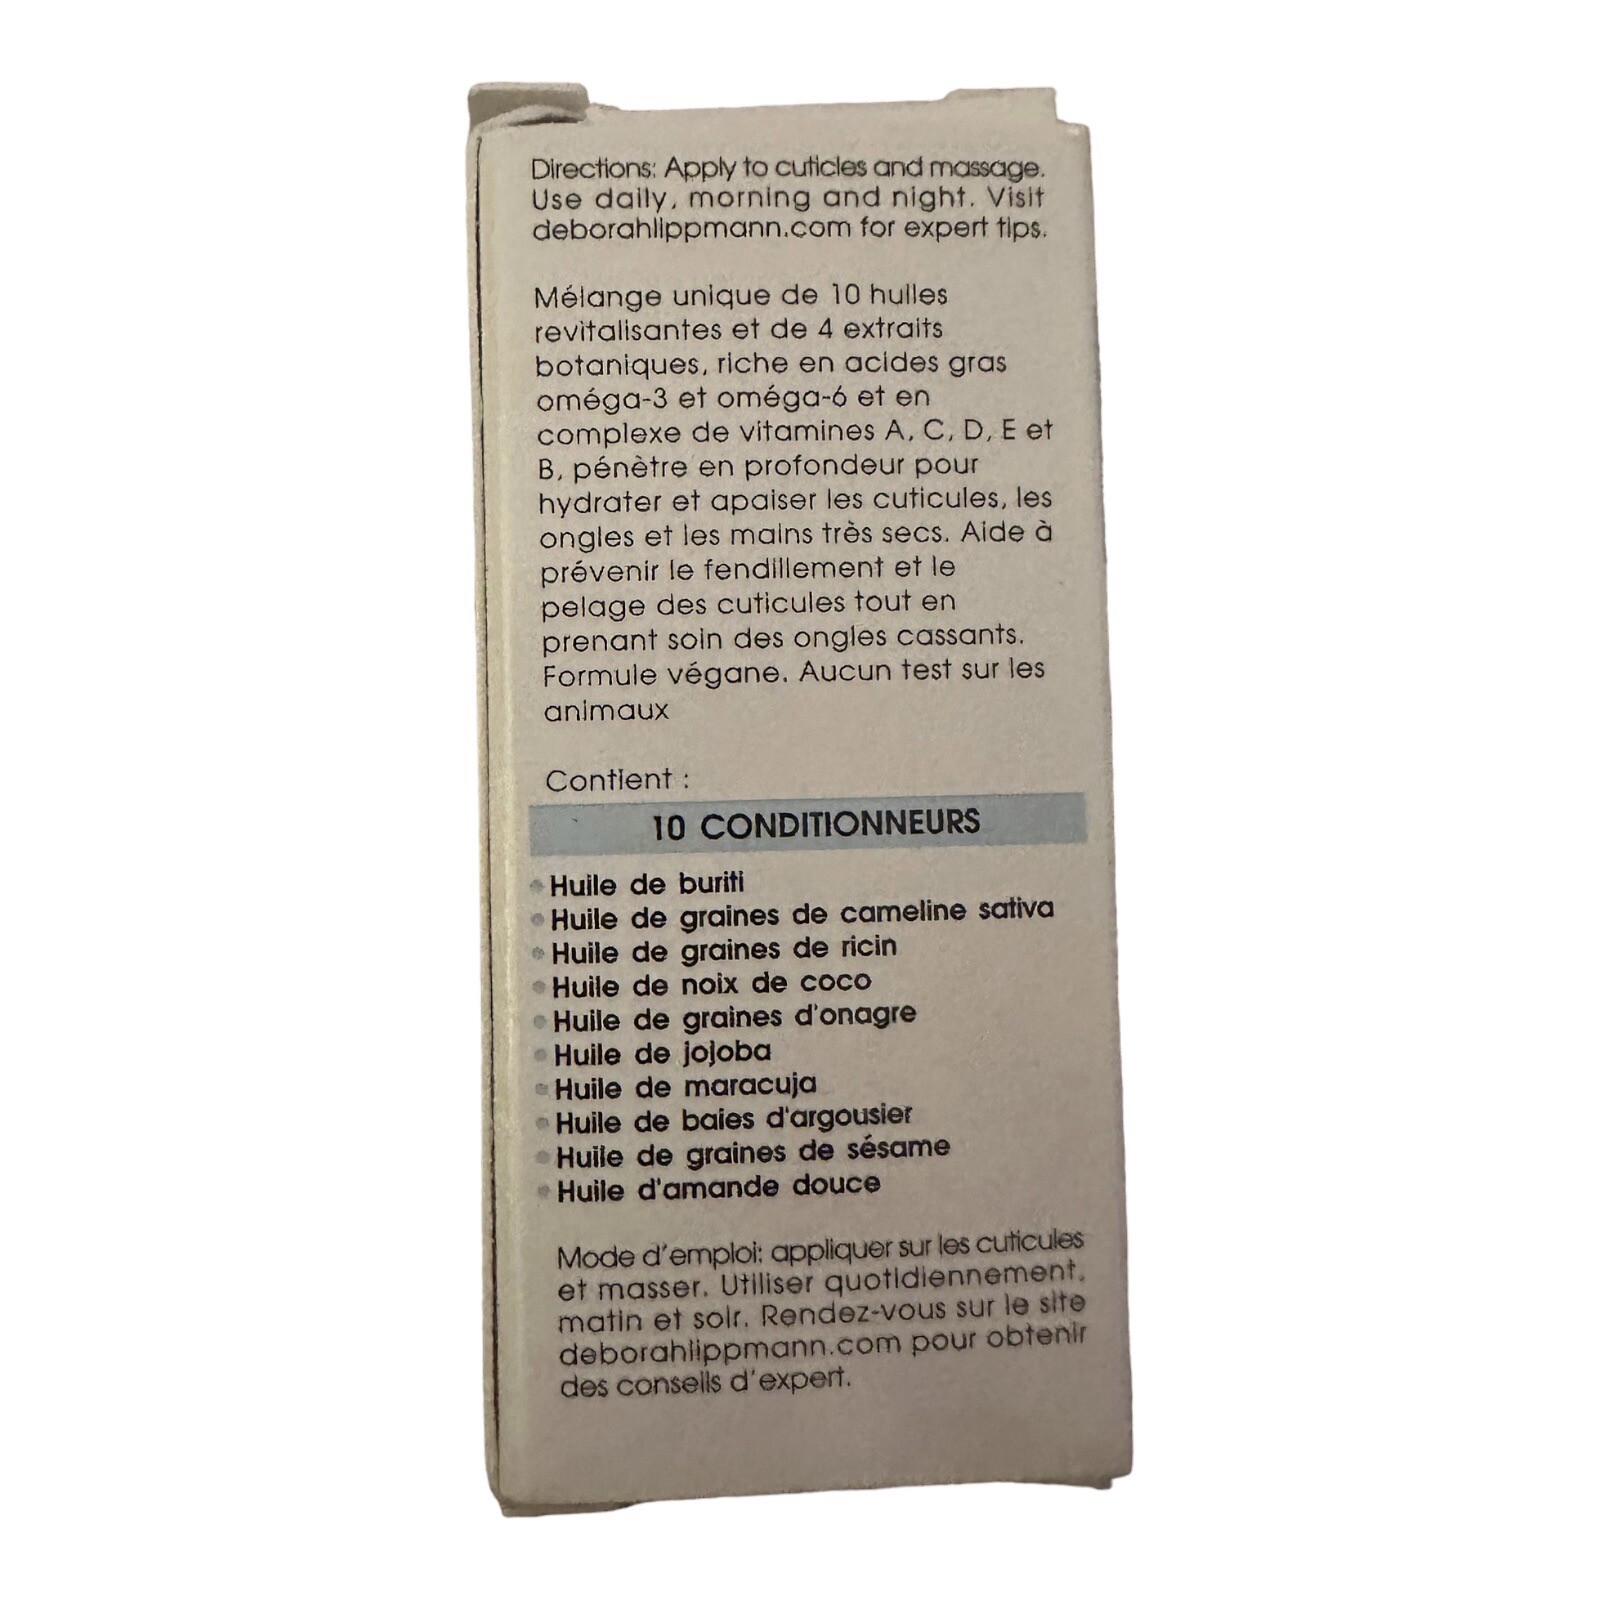 Directions: Apply to cuticles and massage.
Use daily, morning and night. Visit
deborahlippmann.com for expert tips.
Mélange unique de 10 huiles
revitalisantes et de 4 extraits
botaniques, riche en acides gras
oméga-3 et oméga-6 et en
complexe de vitamines A, C, D, E et
B, pénètre en profondeur pour
hydrater et apaiser les cuticules, les
ongles et les mains très secs. Aide à
prévenir le fendillement et le
pelage des cuticules tout en
prenant soin des ongles cassants.
Formule végane. Aucun test sur les
animaux
Contient :
10 CONDITIONNEURS
• Huile de buriti
• Huile de graines de cameline sativa
• Huile de graines de ricin
• Huile de noix de coco
• Huile de graines d'onagre
• Huile de jojoba
• Huile de maracuja
• Huile de baies d'argousier
• Huile de graines de sésame
• Huile d'amande douce
Mode d'emploi: appliquer sur les cuticules
et masser. Utiliser quotidiennement,
matin et soir. Rendez-vous sur le site
deborahlippmann.com pour obtenir
des conseils d'expert.